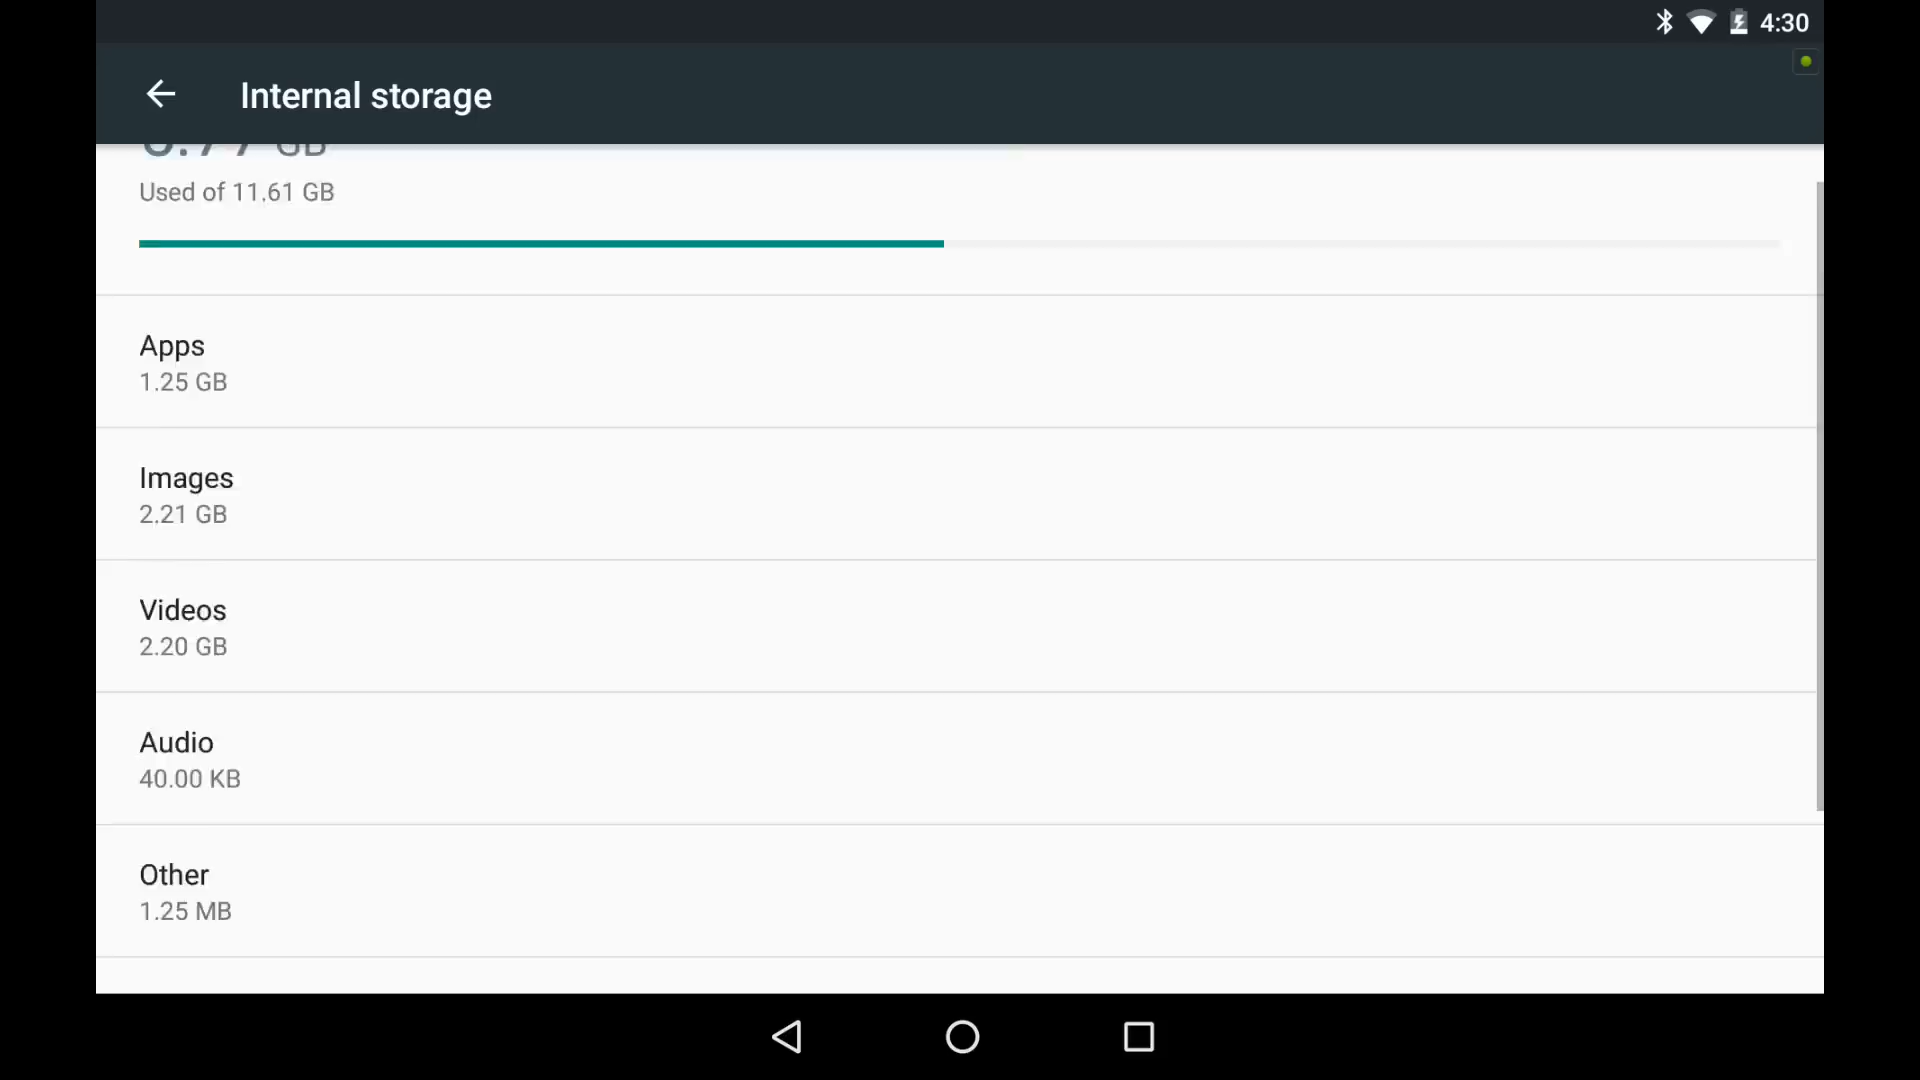 4:30
Internal storage
GB
Used of 11.61 GB
Apps
1.25 GB
Images
2.21 GB
Videos
2.20 GB
Audio
40.00 KB
Other
1.25 MB